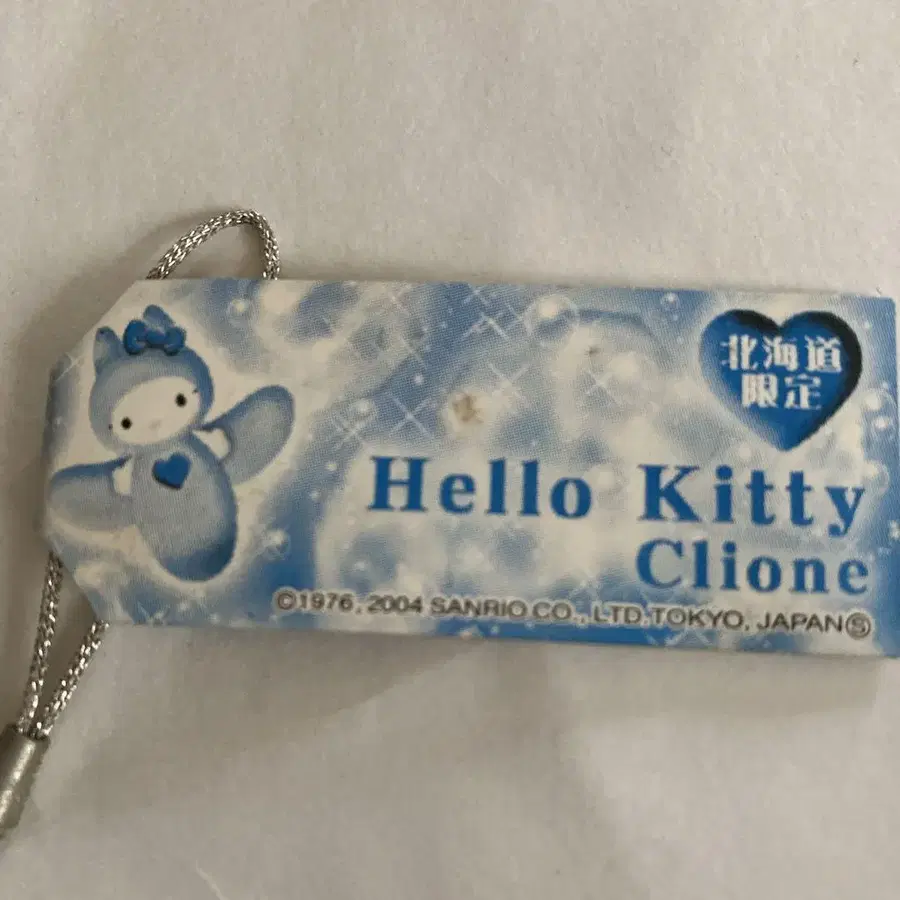 北海道
限定
Hello Kitty
Clione
©1976, 2004 SANRIO CO., LTD. TOKYO, JAPAN Ⓢ